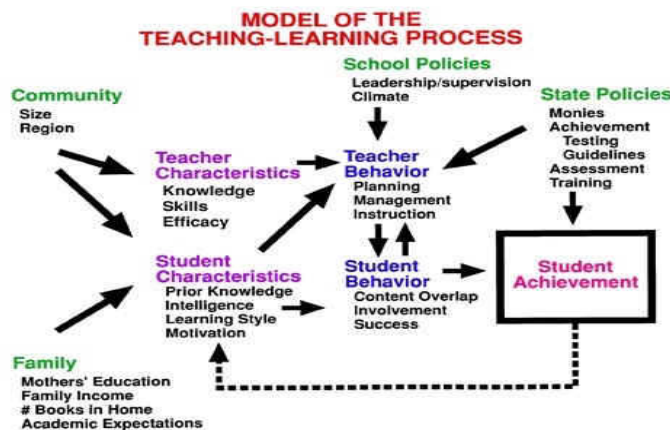 MODEL OF THE
TEACHING-LEARNING PROCESS
School Policies
Leadership/supervision
Climate
Community
Size
Region
State Policies
Monies
Achievement
Testing
Guidelines
Assessment
Training
Teacher
Characteristics
Knowledge
Skills
Efficacy
Teacher
Behavior
Planning
Management
Instruction
Student
Characteristics
Prior Knowledge
Intelligence
Learning Style
Motivation
Student
Behavior
Content Overlap
Involvement
Success
Student
Achievement
Family
Mothers' Education
Family Income
# Books in Home
Academic Expectations